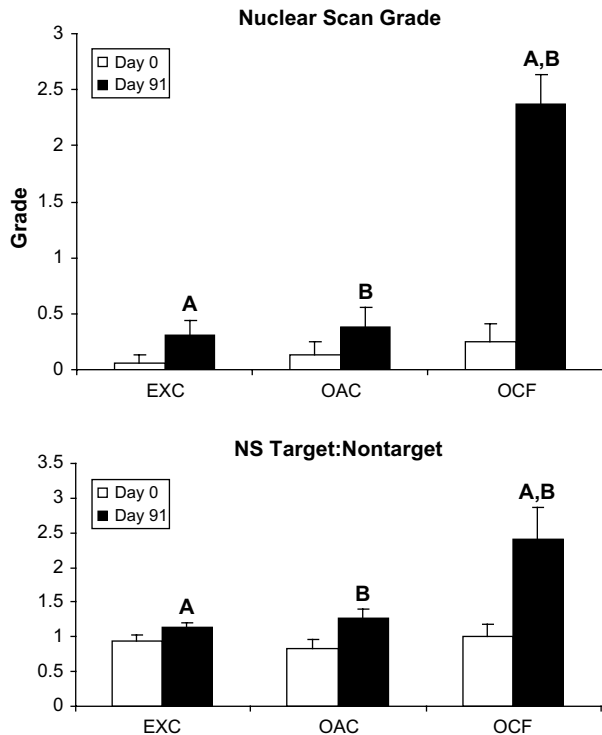 Nuclear Scan Grade
3
2.5
2
1.5
1
0.5
0
Grade
Day 0
Day 91
A
B
A,B
EXC
OAC
OCF
NS Target:Nontarget
3.5
3
2.5
2
1.5
1
0.5
0
Day 0
Day 91
A
B
A,B
EXC
OAC
OCF